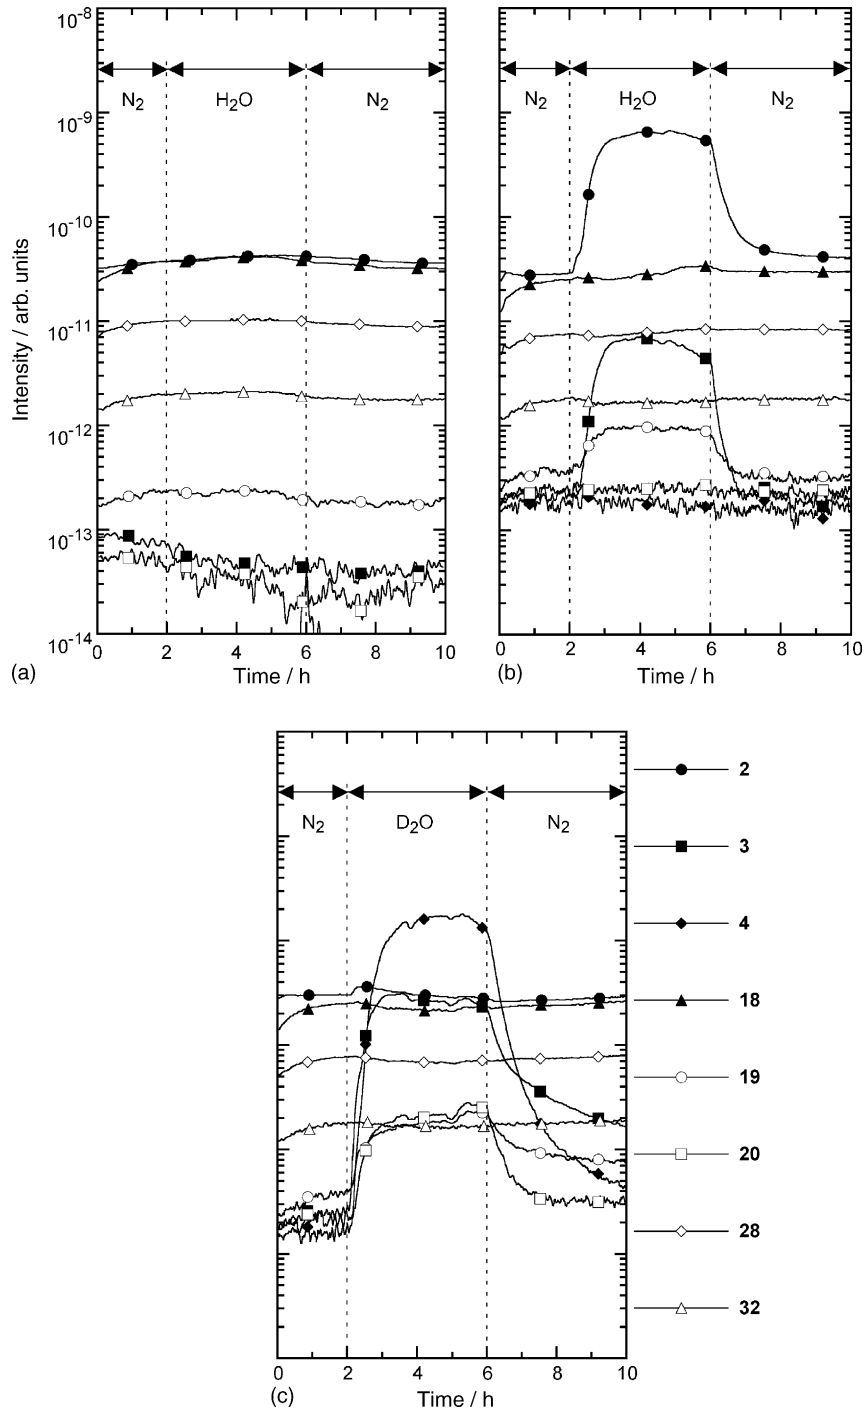 10⁻⁸
10⁻⁹
10⁻¹⁰
10⁻¹¹
10⁻¹²
10⁻¹³
10⁻¹⁴
Intensity / arb. units
N₂ H₂O N₂
0 2 4 6 8 10
(a) Time / h
N₂ H₂O N₂
0 2 4 6 8 10
(b) Time / h
N₂ D₂O N₂
0 2 4 6 8 10
(c) Time / h
2
3
4
18
19
20
28
32